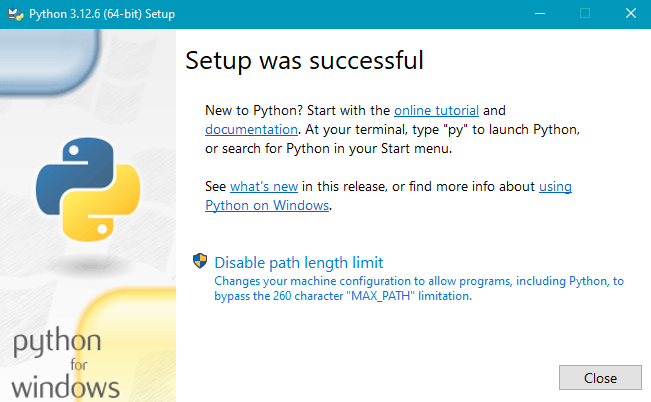 Python 3.12.6 (64-bit) Setup
Setup was successful
New to Python? Start with the online tutorial and
documentation. At your terminal, type "py" to launch Python,
or search for Python in your Start menu.
See what's new in this release, or find more info about using
Python on Windows.
Disable path length limit
Changes your machine configuration to allow programs, including Python, to
bypass the 260 character "MAX_PATH" limitation.
python
for
windows
Close